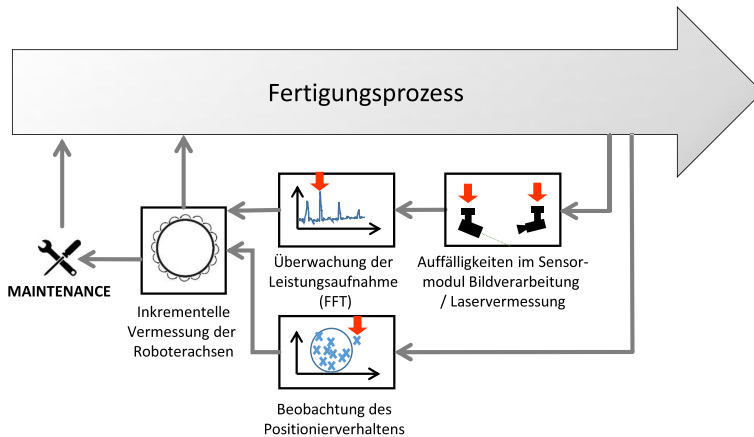 Fertigungsprozess
Überwachung der
Leistungsaufnahme
(FFT)
Auffälligkeiten im Sensor-
modul Bildverarbeitung
/ Laservermessung
MAINTENANCE
Inkrementelle
Vermessung der
Roboterachsen
Beobachtung des
Positionierverhaltens